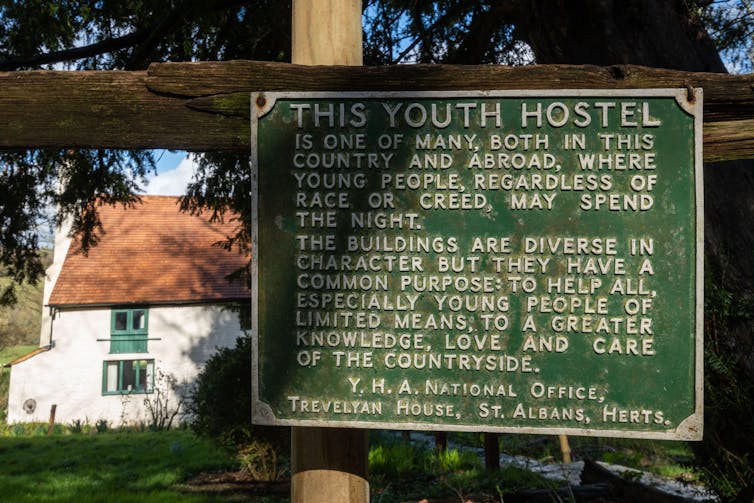 THIS YOUTH HOSTEL
IS ONE OF MANY, BOTH IN THIS
COUNTRY AND ABROAD, WHERE
YOUNG PEOPLE, REGARDLESS OF
RACE OR CREED, MAY SPEND
THE NIGHT.
THE BUILDINGS ARE DIVERSE IN
CHARACTER BUT THEY HAVE A
COMMON PURPOSE: TO HELP ALL,
ESPECIALLY YOUNG PEOPLE OF
LIMITED MEANS, TO A GREATER
KNOWLEDGE, LOVE AND CARE
OF THE COUNTRYSIDE.
Y. H. A. NATIONAL OFFICE,
TREVELYAN HOUSE, ST. ALBANS, HERTS.